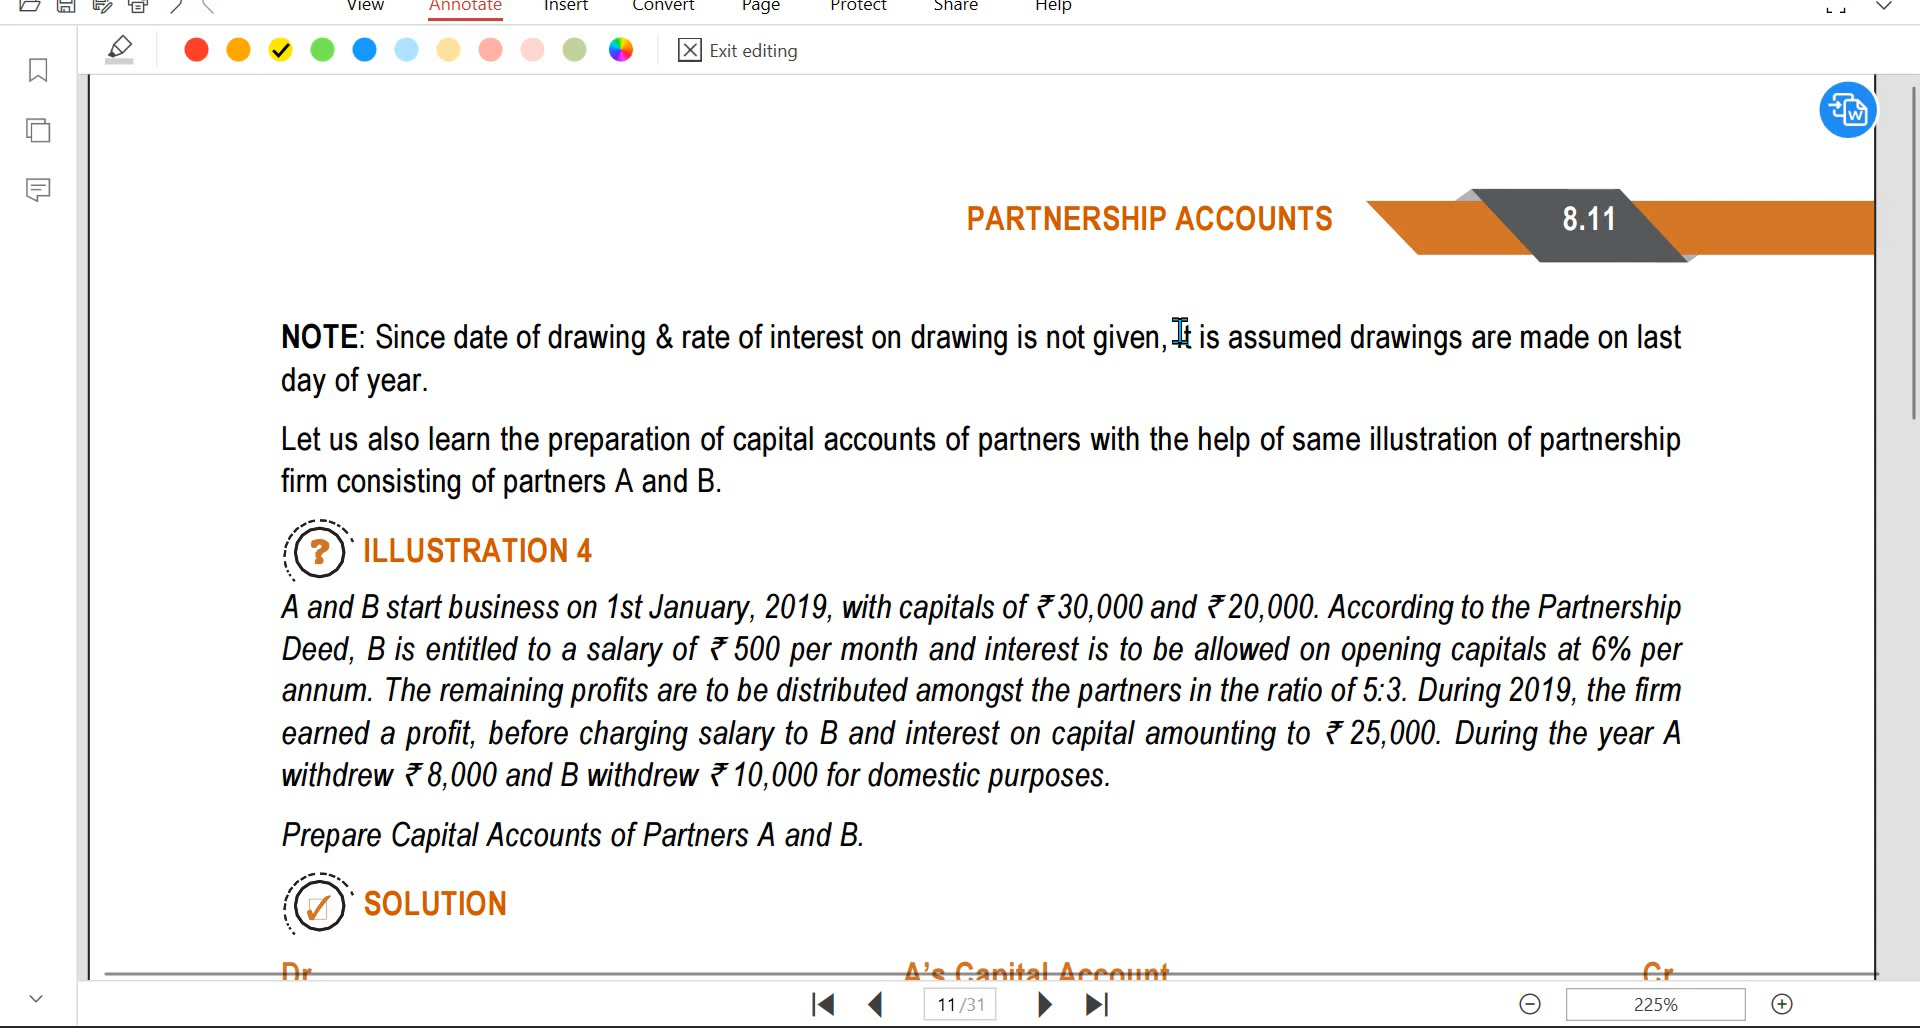 View Annotate Insert Convert Page Protect Share Help
Exit editing
PARTNERSHIP ACCOUNTS 8.11
NOTE: Since date of drawing & rate of interest on drawing is not given, it is assumed drawings are made on last
day of year.
Let us also learn the preparation of capital accounts of partners with the help of same illustration of partnership
firm consisting of partners A and B.
? ILLUSTRATION 4
A and B start business on 1st January, 2019, with capitals of ₹ 30,000 and ₹ 20,000. According to the Partnership
Deed, B is entitled to a salary of ₹ 500 per month and interest is to be allowed on opening capitals at 6% per
annum. The remaining profits are to be distributed amongst the partners in the ratio of 5:3. During 2019, the firm
earned a profit, before charging salary to B and interest on capital amounting to ₹ 25,000. During the year A
withdrew ₹ 8,000 and B withdrew ₹ 10,000 for domestic purposes.
Prepare Capital Accounts of Partners A and B.
SOLUTION
Dr A's Capital Account Cr
11 /31 225%